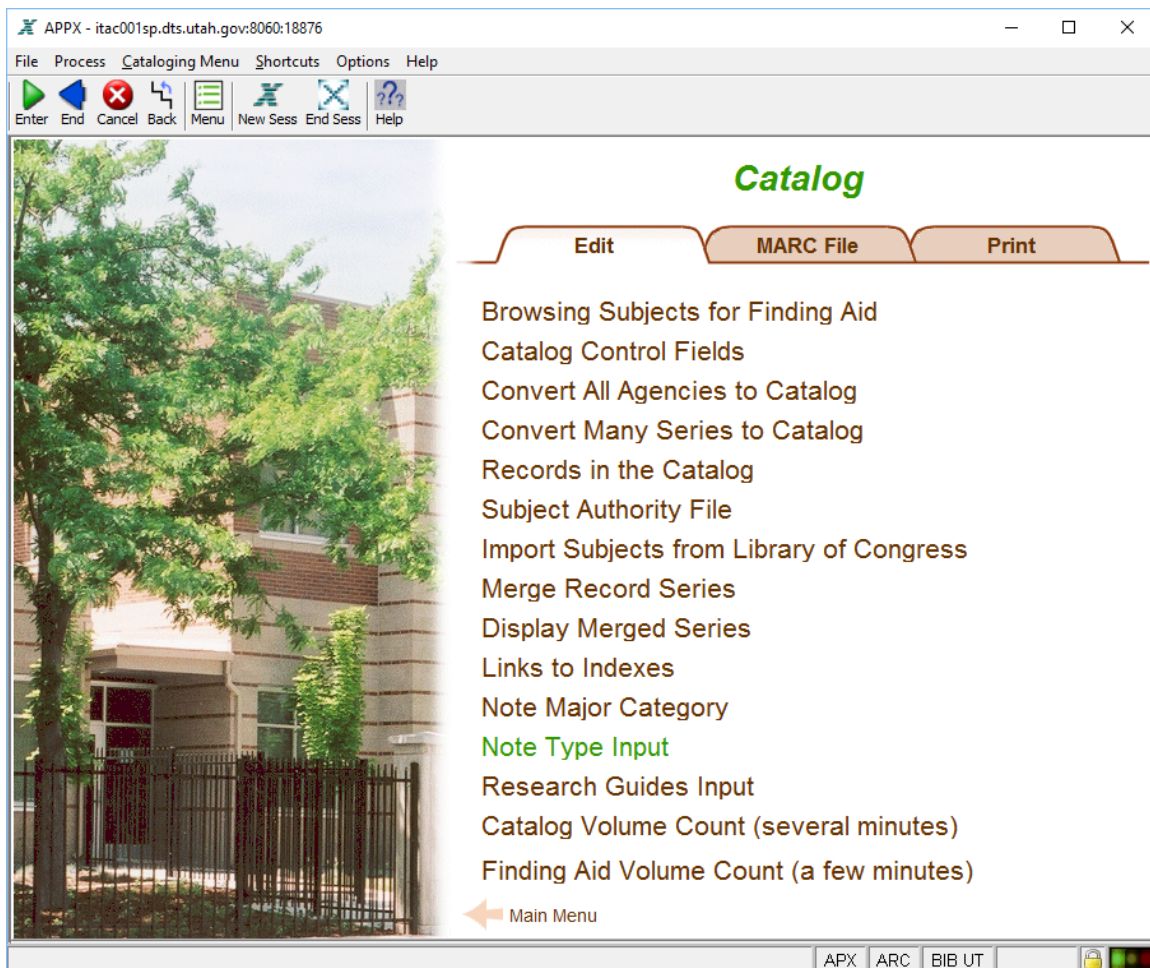 APPX - itac001sp.dts.utah.gov:8060:18876
File Process Cataloging Menu Shortcuts Options Help
Enter End Cancel Back Menu New Sess End Sess Help
Catalog
Edit MARC File Print
Browsing Subjects for Finding Aid
Catalog Control Fields
Convert All Agencies to Catalog
Convert Many Series to Catalog
Records in the Catalog
Subject Authority File
Import Subjects from Library of Congress
Merge Record Series
Display Merged Series
Links to Indexes
Note Major Category
Note Type Input
Research Guides Input
Catalog Volume Count (several minutes)
Finding Aid Volume Count (a few minutes)
Main Menu
APX ARC BIB UT